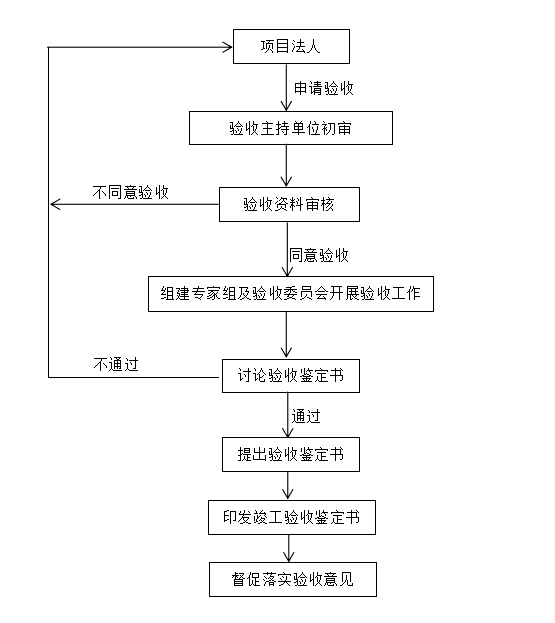 项目法人
申请验收
验收主持单位初审
不同意验收
验收资料审核
同意验收
组建专家组及验收委员会开展验收工作
不通过
讨论验收鉴定书
通过
提出验收鉴定书
印发竣工验收鉴定书
督促落实验收意见